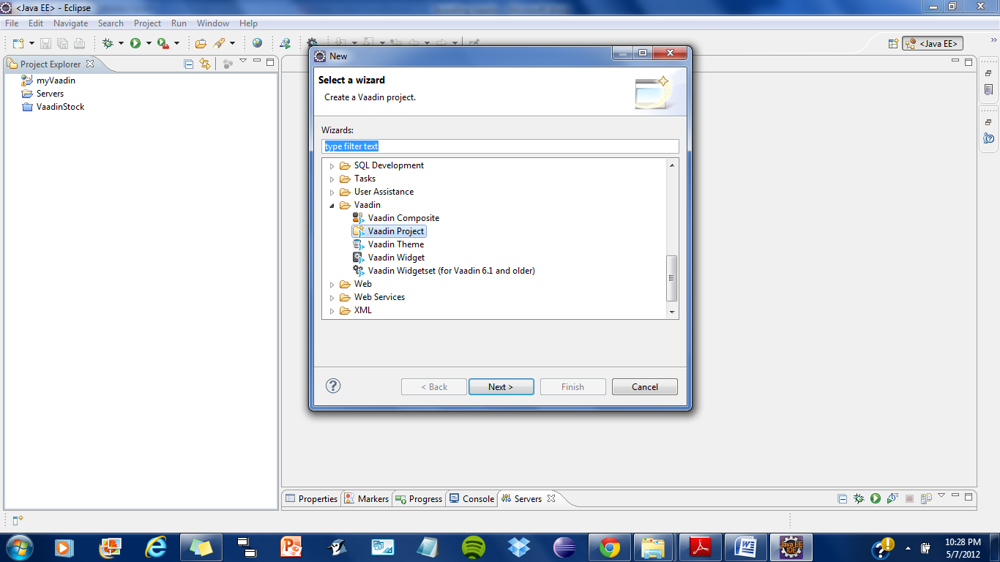 <Java EE> - Eclipse
File Edit Navigate Search Project Run Window Help
<Java EE>
Project Explorer
myVaadin
Servers
VaadinStock
New
Select a wizard
Create a Vaadin project.
Wizards:
type filter text
SQL Development
Tasks
User Assistance
Vaadin
Vaadin Composite
Vaadin Project
Vaadin Theme
Vaadin Widget
Vaadin Widgetset (for Vaadin 6.1 and older)
Web
Web Services
XML
< Back Next > Finish Cancel
Properties Markers Progress Console Servers
Java EE
IDE
10:28 PM
5/7/2012